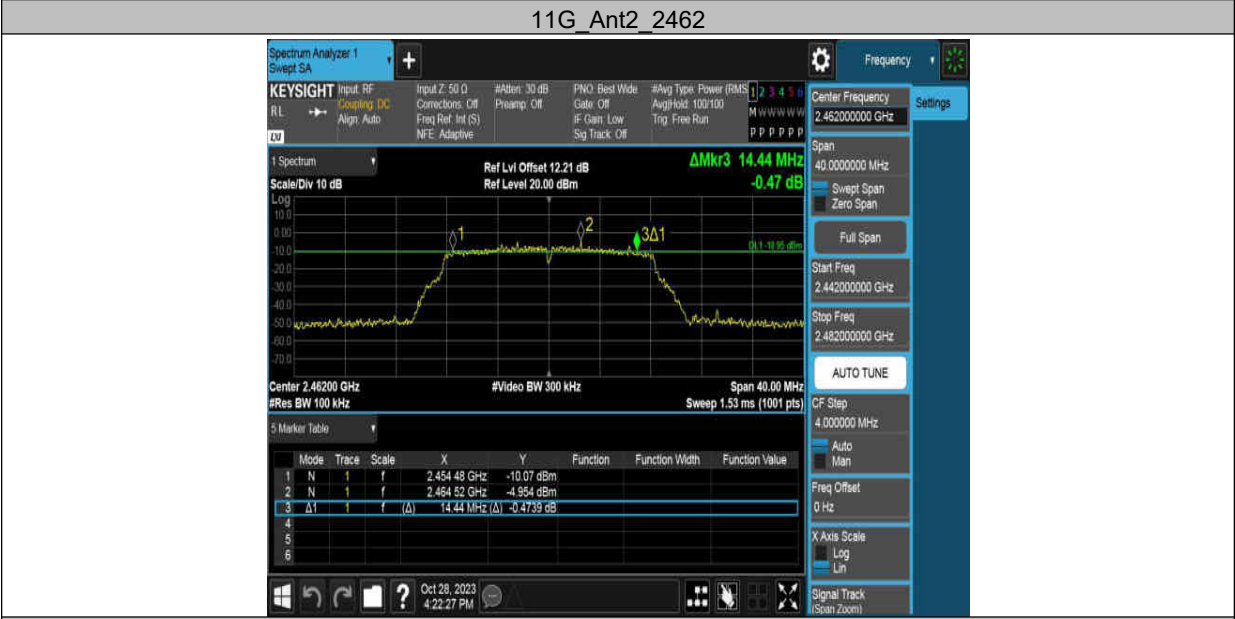 11G_Ant2_2462
Spectrum Analyzer 1
Swept SA
+
Frequency
KEYSIGHT Input: RF Input Z: 50 Ω #Atten: 30 dB PNO: Best Wide #Avg Type: Power (RMS 1 2 3 4 5 6
RL Coupling: DC Corrections: Off Preamp: Off Gate: Off Avg|Hold: 100/100 M W W W W W
Align: Auto Freq Ref: Int (S) IF Gain: Low Trig: Free Run
NFE: Adaptive Sig Track: Off P P P P P P
1 Spectrum
Ref Lvl Offset 12.21 dB
ΔMkr3 14.44 MHz
Scale/Div 10 dB
Ref Level 20.00 dBm
-0.47 dB
Log
10.0
0.00
-10.0
-20.0
-30.0
-40.0
-50.0
-60.0
-70.0
1
2
3Δ1
Center 2.46200 GHz #Video BW 300 kHz Span 40.00 MHz
#Res BW 100 kHz Sweep 1.53 ms (1001 pts)
5 Marker Table
Mode Trace Scale X Y Function Function Width Function Value
1 N 1 f 2.454 48 GHz -10.07 dBm
2 N 1 f 2.464 52 GHz -4.954 dBm
3 Δ1 1 f (Δ) 14.44 MHz (Δ) -0.4739 dB
4
5
6
?
Oct 28, 2023
4:22:27 PM
Center Frequency
2.462000000 GHz
Settings
Span
40.0000000 MHz
Swept Span
Zero Span
Full Span
Start Freq
2.442000000 GHz
Stop Freq
2.482000000 GHz
AUTO TUNE
CF Step
4.000000 MHz
Auto
Man
Freq Offset
0 Hz
X Axis Scale
Log
Lin
Signal Track
(Span Zoom)